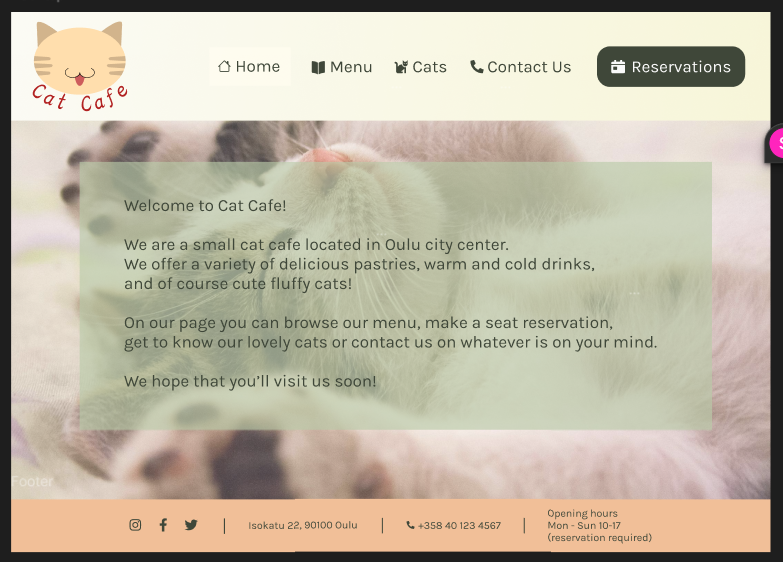 Cat Cafe
Home
Menu
Cats
Contact Us
Reservations
Welcome to Cat Cafe!
We are a small cat cafe located in Oulu city center.
We offer a variety of delicious pastries, warm and cold drinks,
and of course cute fluffy cats!
On our page you can browse our menu, make a seat reservation,
get to know our lovely cats or contact us on whatever is on your mind.
We hope that you’ll visit us soon!
Footer
Isokatu 22, 90100 Oulu
+358 40 123 4567
Opening hours
Mon - Sun 10-17
(reservation required)